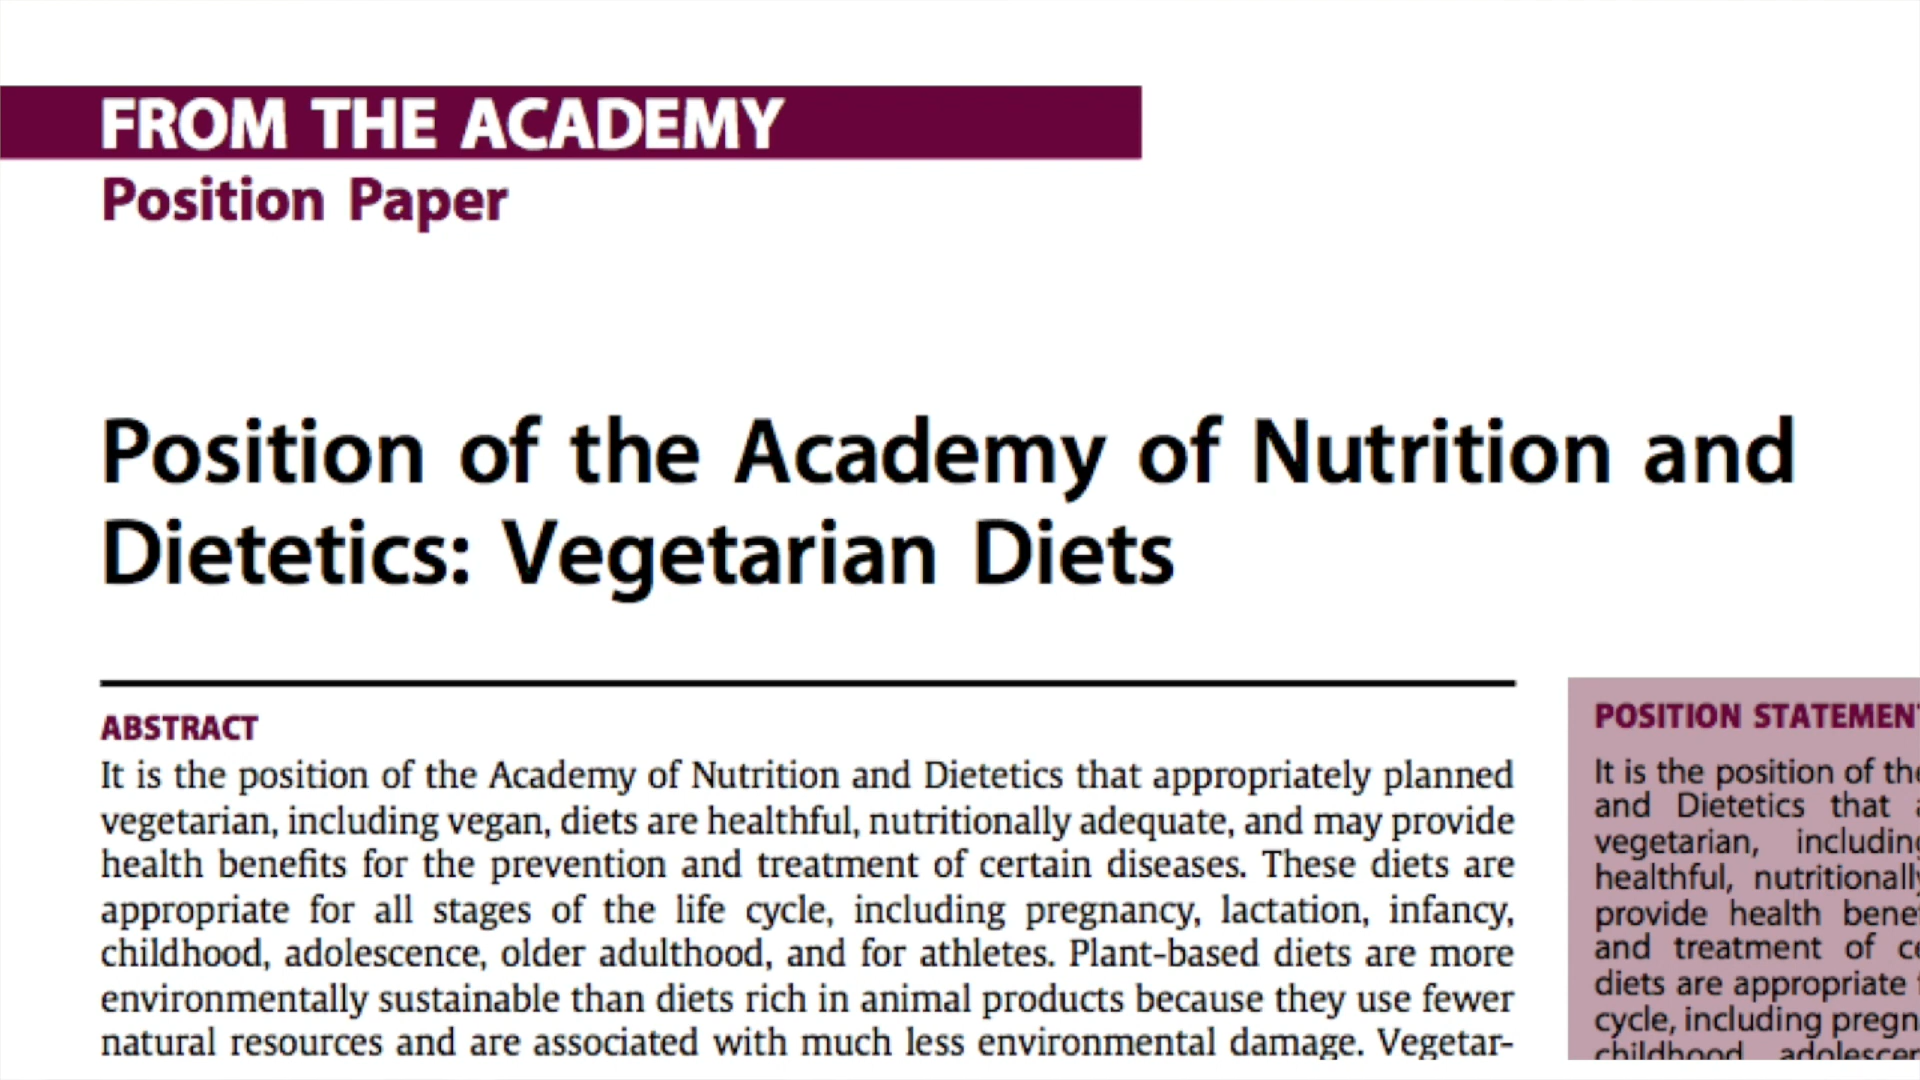 FROM THE ACADEMY
Position Paper
Position of the Academy of Nutrition and
Dietetics: Vegetarian Diets
ABSTRACT
It is the position of the Academy of Nutrition and Dietetics that appropriately planned
vegetarian, including vegan, diets are healthful, nutritionally adequate, and may provide
health benefits for the prevention and treatment of certain diseases. These diets are
appropriate for all stages of the life cycle, including pregnancy, lactation, infancy,
childhood, adolescence, older adulthood, and for athletes. Plant-based diets are more
environmentally sustainable than diets rich in animal products because they use fewer
natural resources and are associated with much less environmental damage. Vegetar-
POSITION STATEMEN
It is the position of the
and Dietetics that
vegetarian, including
healthful, nutritionally
provide health bene
and treatment of ce
diets are appropriate
cycle, including pregn
childhood adolescen